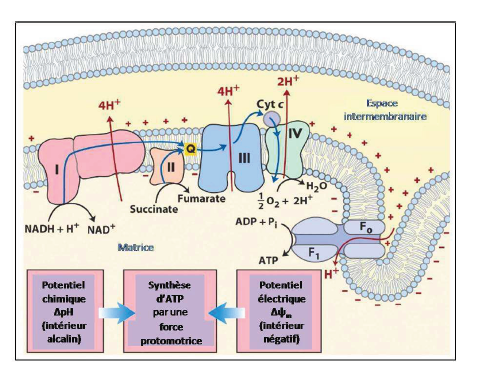 Espace
intermembranaire
4H⁺
4H⁺
2H⁺
Cyt c
I
II
Q
III
IV
Succinate
Fumarate
NADH + H⁺
NAD⁺
½ O₂ + 2H⁺
H₂O
Matrice
ADP + Pᵢ
ATP
F₀
F₁
H⁺
Potentiel
chimique
ΔpH
(intérieur
alcalin)
Synthèse
d'ATP
par une
force
protomotrice
Potentiel
électrique
Δψₘ
(intérieur
négatif)